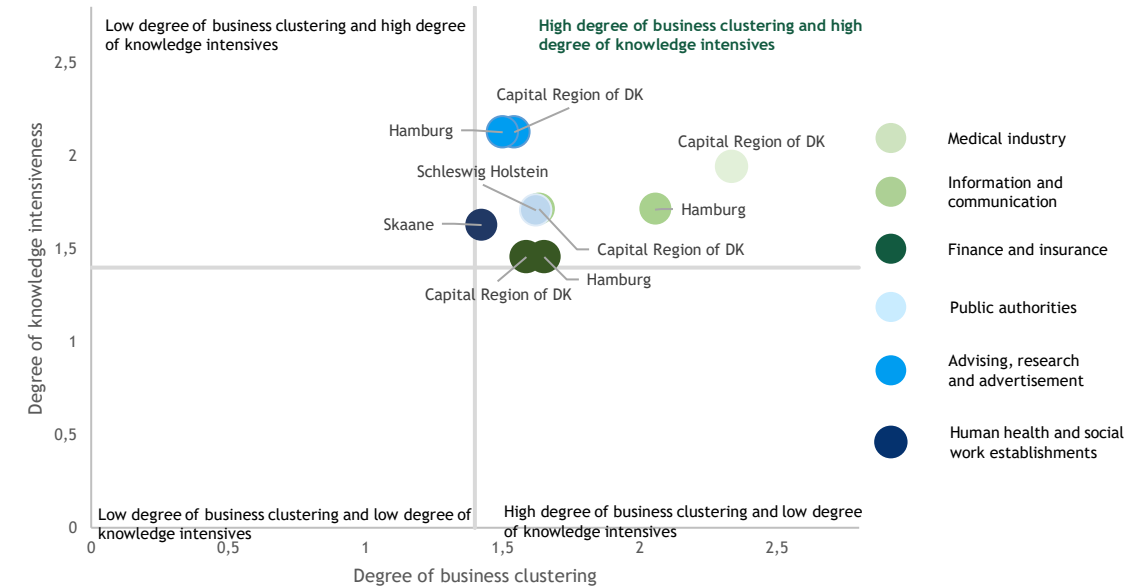 Low degree of business clustering and high degree
of knowledge intensives
High degree of business clustering and high
degree of knowledge intensives
2,5
2
1,5
1
0,5
0
Degree of knowledge intensiveness
Capital Region of DK
Hamburg
Capital Region of DK
Schleswig Holstein
Hamburg
Skaane
Capital Region of DK
Hamburg
Capital Region of DK
Medical industry
Information and
communication
Finance and insurance
Public authorities
Advising, research
and advertisement
Human health and social
work establishments
Low degree of business clustering and low degree of
knowledge intensives
High degree of business clustering and low degree
of knowledge intensives
0
0,5
1
1,5
2
2,5
Degree of business clustering